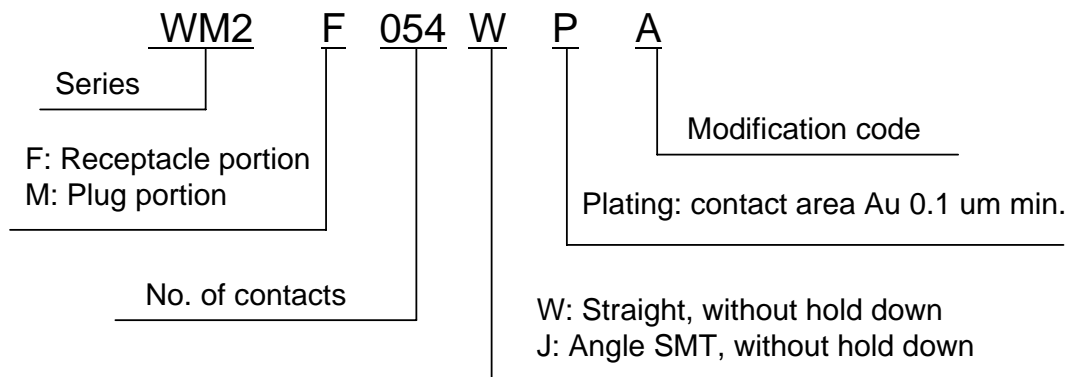 WM2 F 054 W P A
Series
Modification code
F: Receptacle portion
M: Plug portion
Plating: contact area Au 0.1 um min.
No. of contacts
W: Straight, without hold down
J: Angle SMT, without hold down